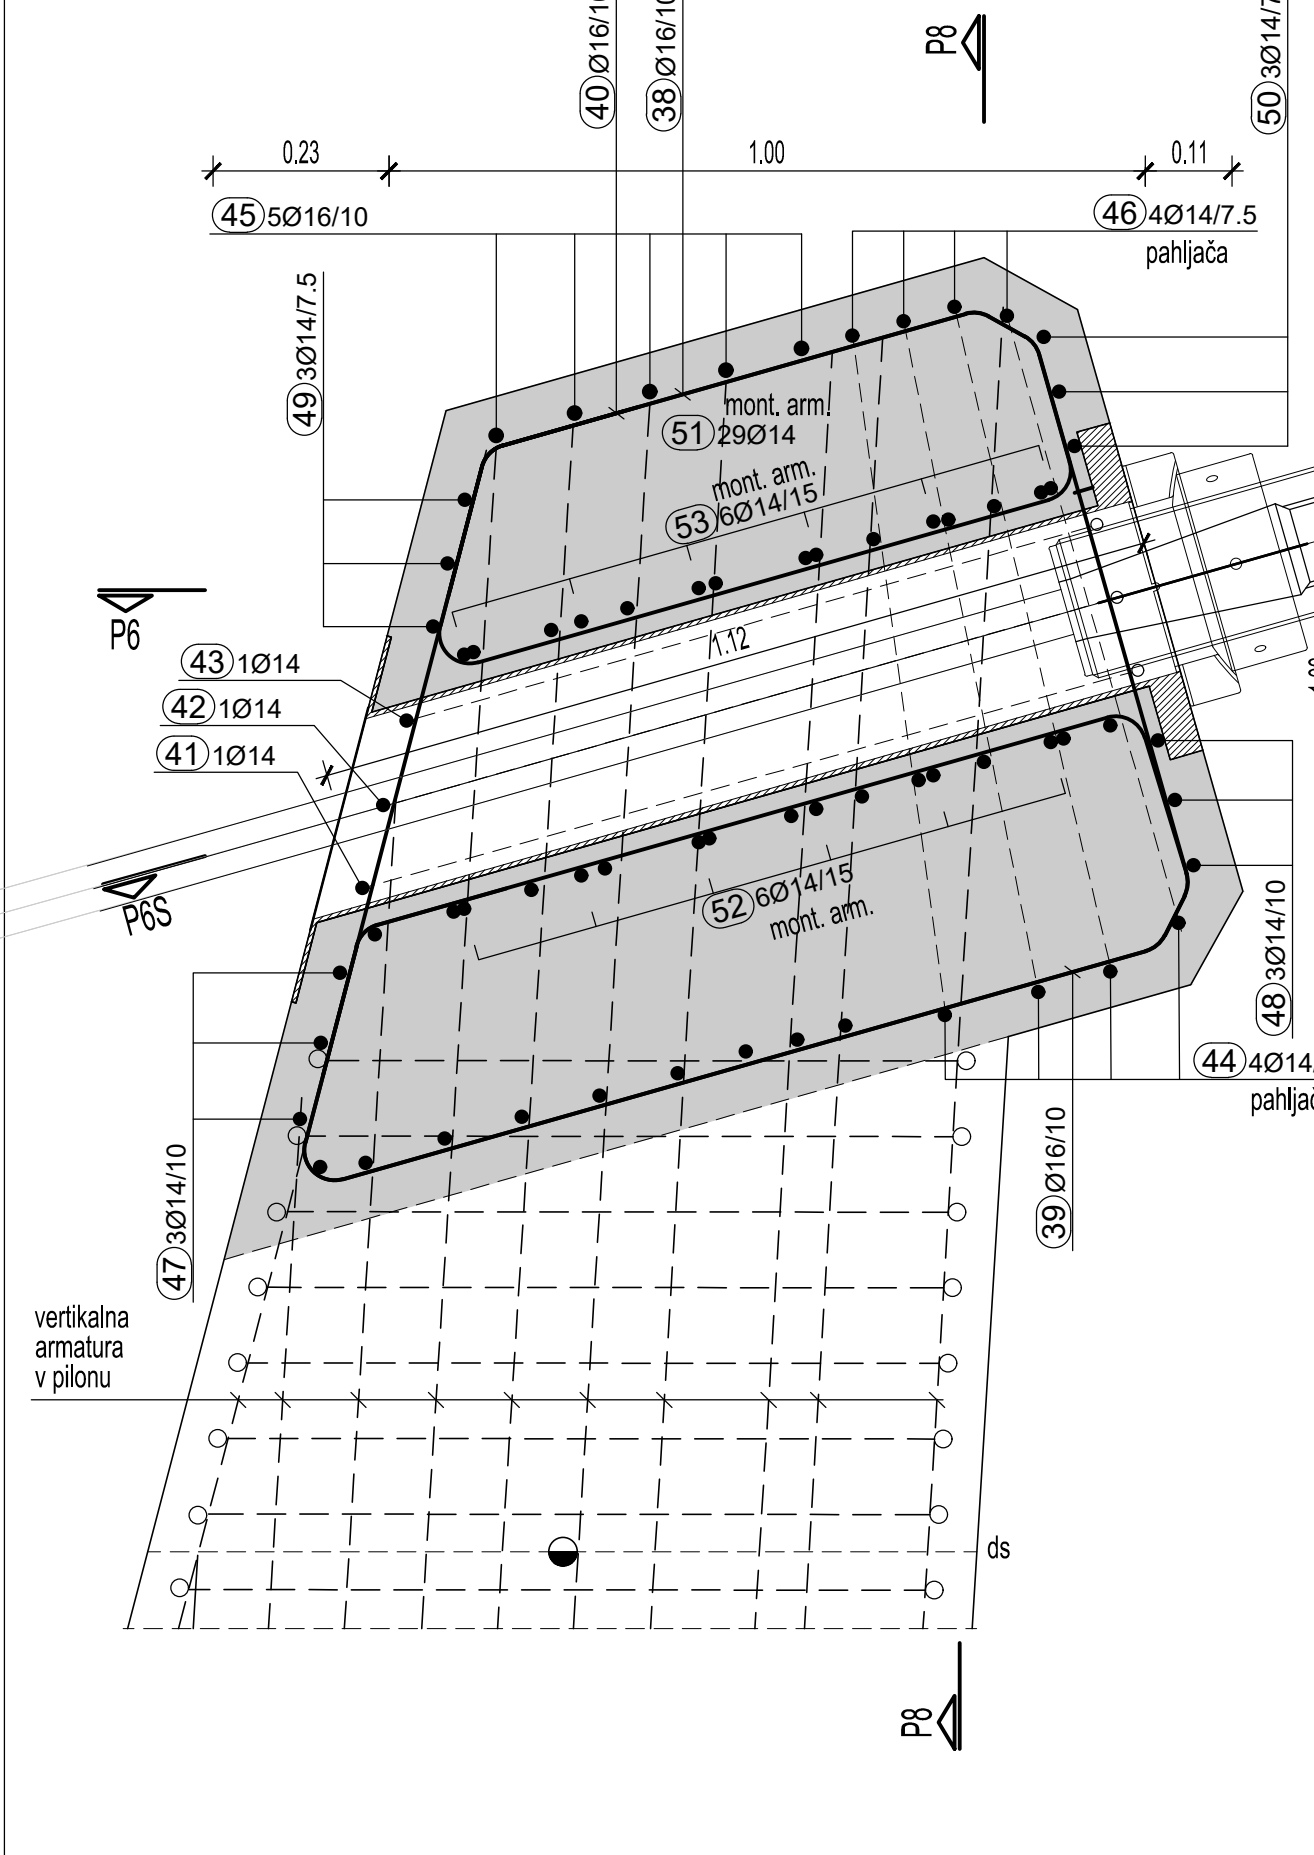 40 Ø16/10
38 Ø16/10
P8
50 3Ø14/7
0.23
1.00
0.11
45 5Ø16/10
46 4Ø14/7.5
pahljača
49 3Ø14/7.5
mont. arm.
51 29Ø14
mont. arm.
53 6Ø14/15
P6
1.12
43 1Ø14
42 1Ø14
41 1Ø14
P6S
52 6Ø14/15
mont. arm.
48 3Ø14/10
44 4Ø14/
pahljač
39 Ø16/10
47 3Ø14/10
vertikalna
armatura
v pilonu
ds
P8